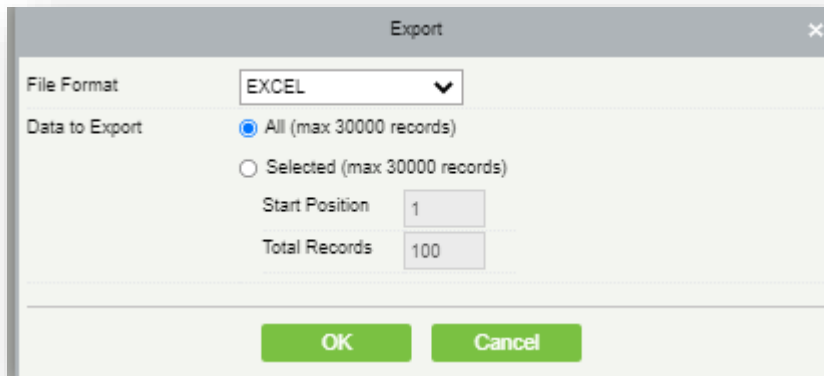 Export
File Format EXCEL
Data to Export All (max 30000 records)
Selected (max 30000 records)
Start Position 1
Total Records 100
OK Cancel